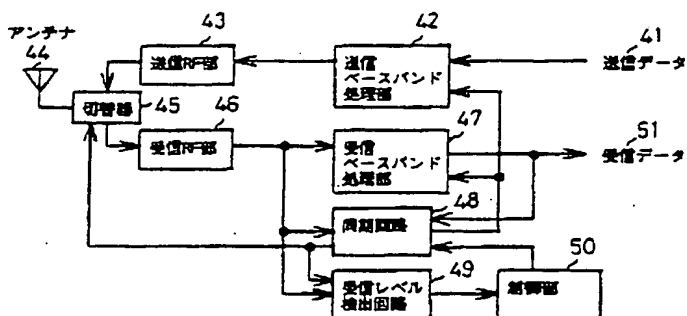 アンテナ
44
43
送信RF部
42
送信
ベースバンド
処理部
41
送信データ
切替器
45
46
受信RF部
47
受信
ベースバンド
処理部
51
受信データ
48
同期回路
49
受信レベル
検出回路
50
制御部